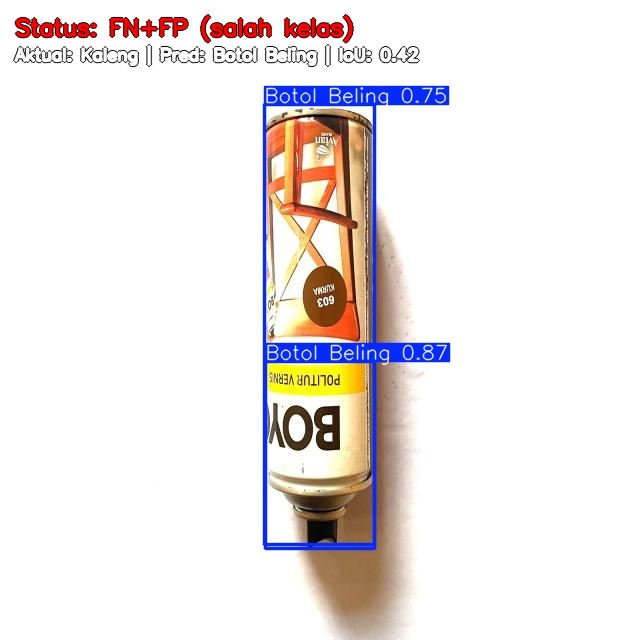 Status: FN+FP (salah kelas)
Aktual: Kaleng | Pred: Botol Beling | IoU: 0.42
Botol Beling 0.75
Avian
BRANDS
603
KURMA
Botol Beling 0.87
POLITUR VERNIS
BOY